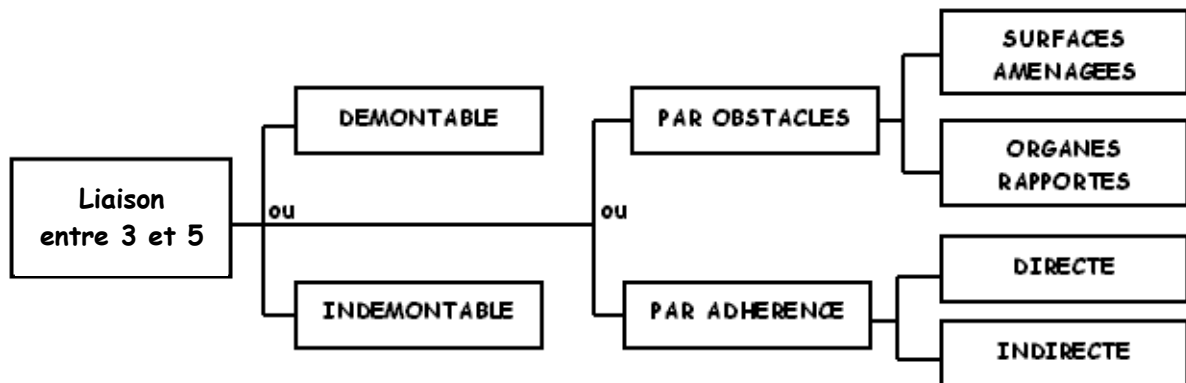 Liaison
entre 3 et 5
ou
DEMONTABLE
INDEMONTABLE
ou
PAR OBSTACLES
PAR ADHERENCE
SURFACES
AMENAGEES
ORGANES
RAPPORTES
DIRECTE
INDIRECTE